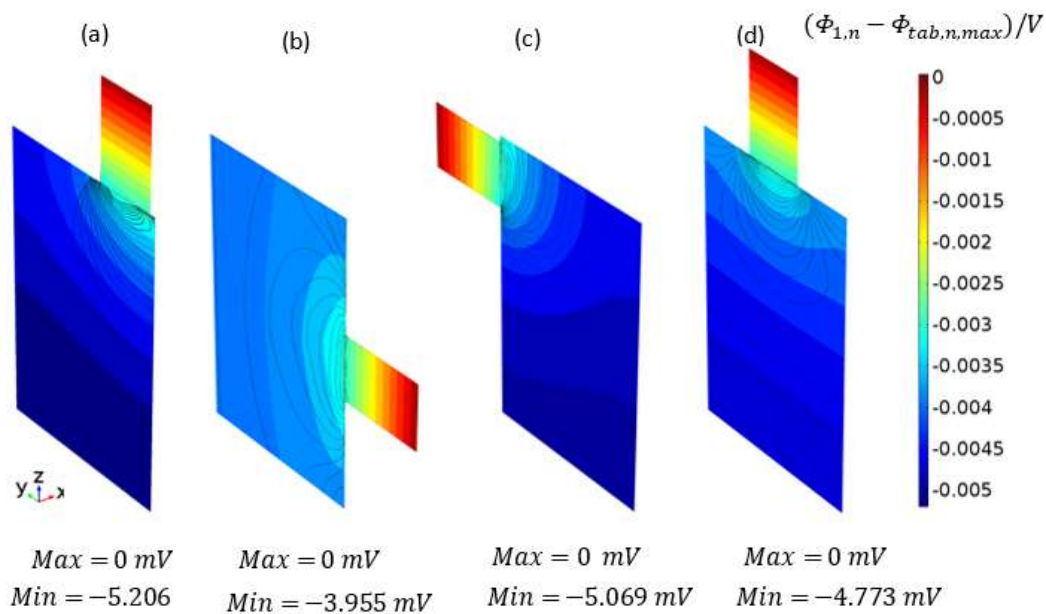 (a) (b) (c) (d) (Φ₁,ₙ − Φ_tab,n,max)/V
0
-0.0005
-0.001
-0.0015
-0.002
-0.0025
-0.003
-0.0035
-0.004
-0.0045
-0.005
y z x
Max = 0 mV Max = 0 mV Max = 0 mV Max = 0 mV
Min = −5.206 Min = −3.955 mV Min = −5.069 mV Min = −4.773 mV